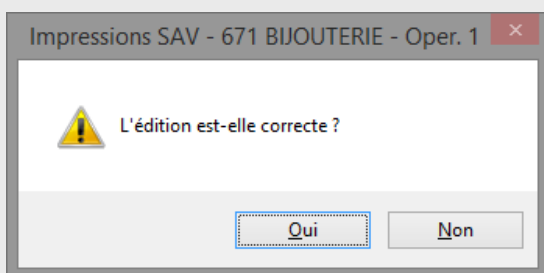 Impressions SAV - 671 BIJOUTERIE - Oper. 1
L'édition est-elle correcte ?
Oui
Non